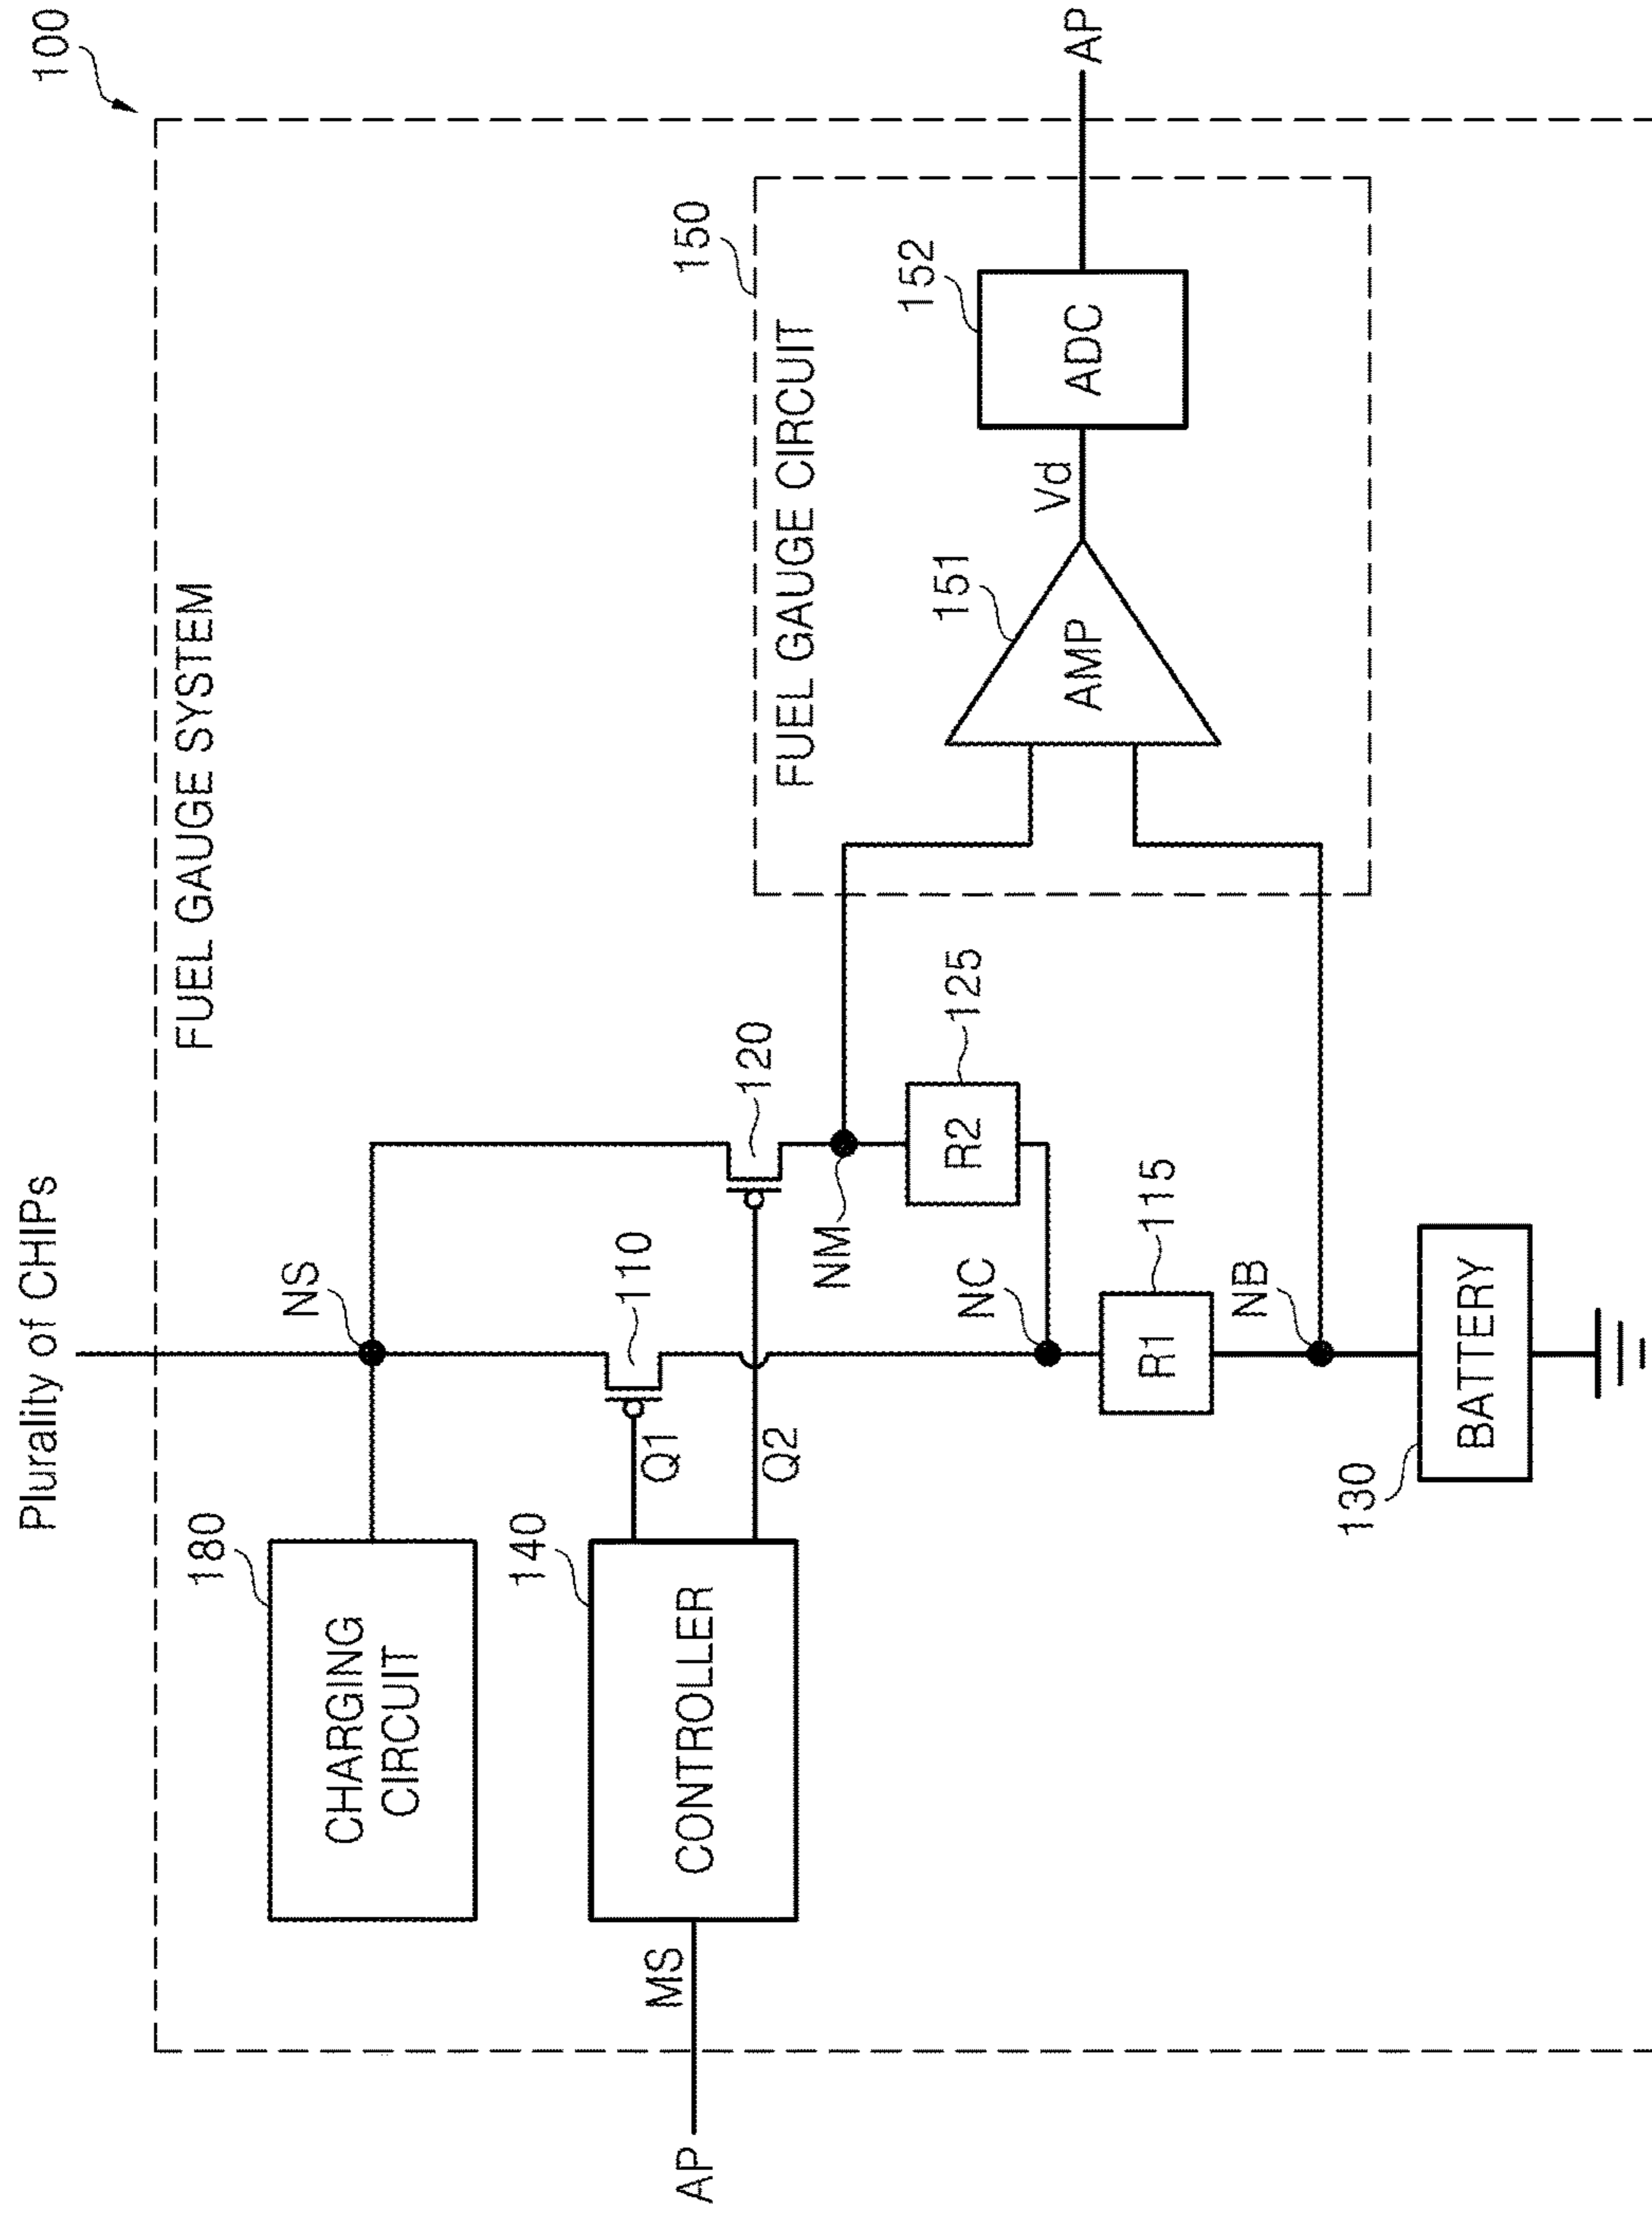 100
Plurality of CHIPs
FUEL GAUGE SYSTEM
NS
180
CHARGING
CIRCUIT
110
120
140
CONTROLLER
Q1
Q2
MS
AP
NM
R2
125
NC
R1
115
NB
130
BATTERY
150
FUEL GAUGE CIRCUIT
151
AMP
Vd
152
ADC
AP